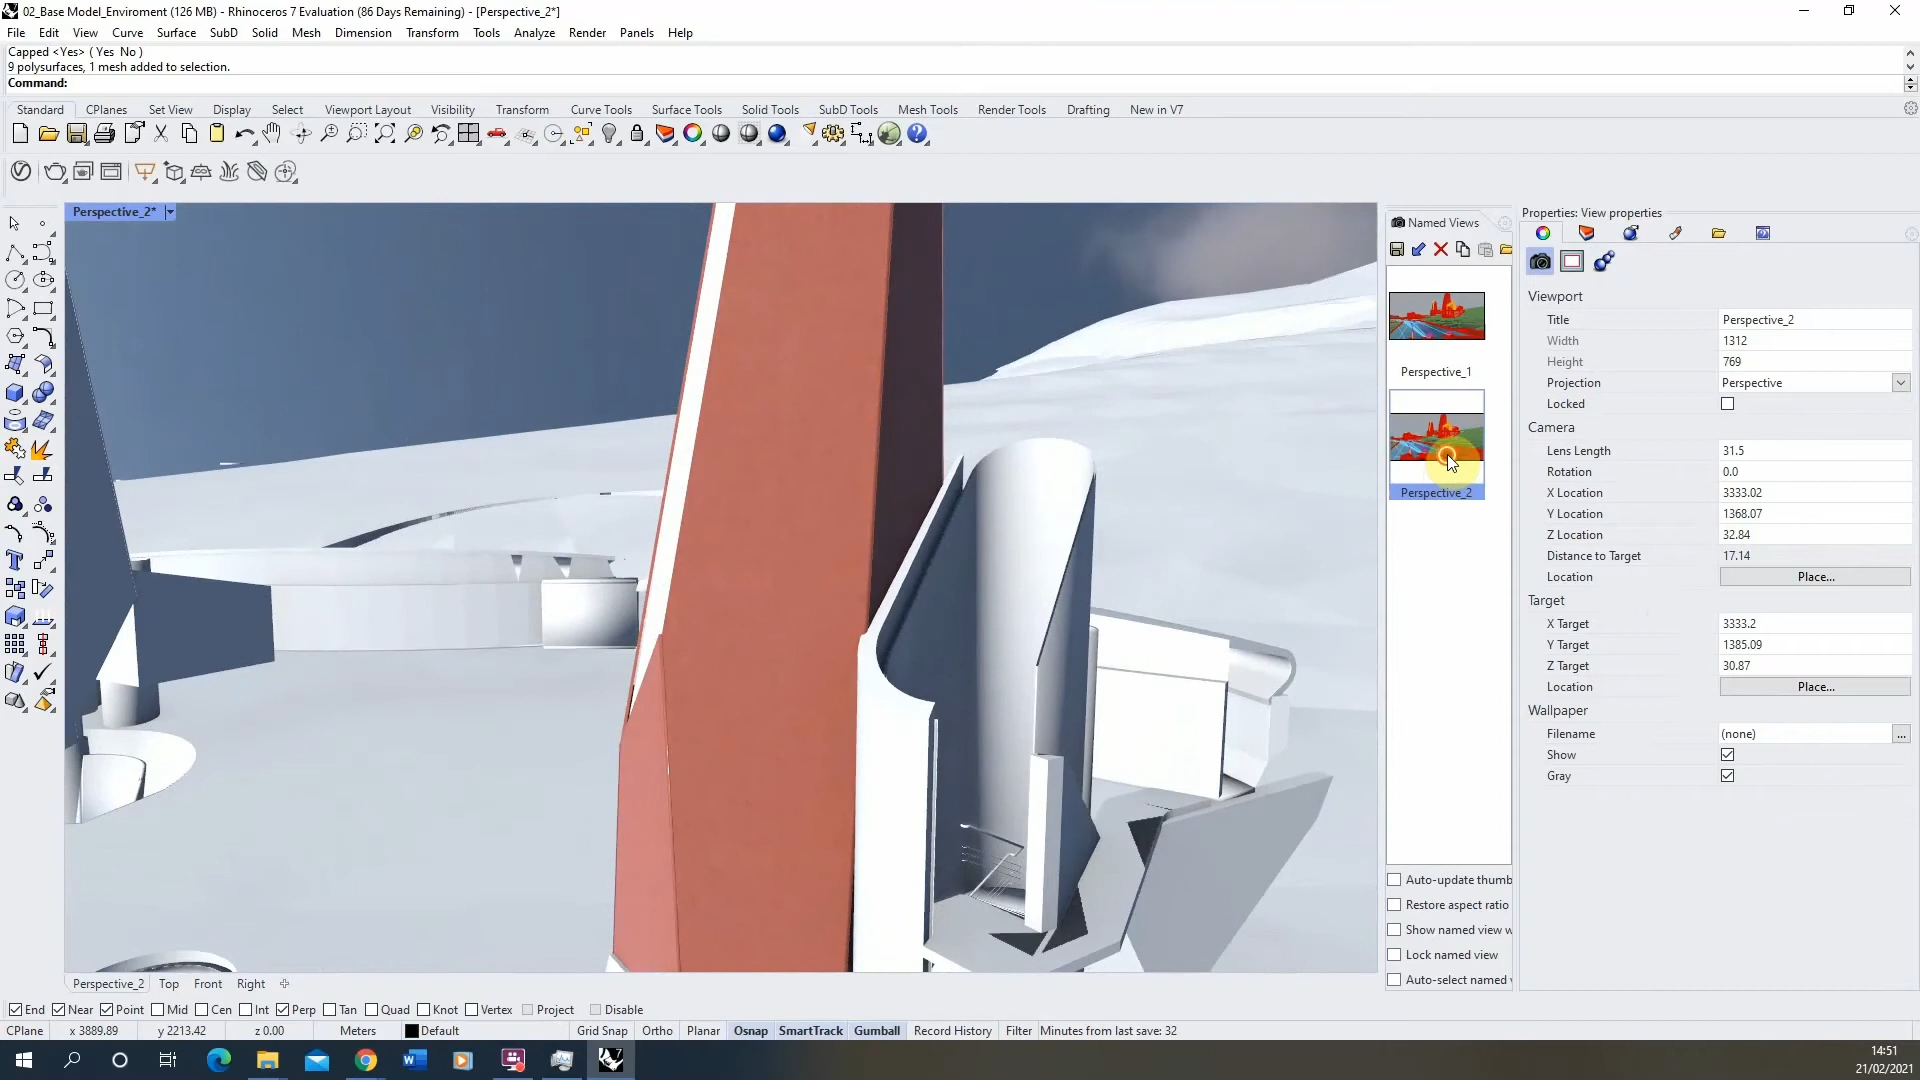 02_Base Model_Enviroment (126 MB) - Rhinoceros 7 Evaluation (86 Days Remaining) - [Perspective_2*]
File Edit View Curve Surface SubD Solid Mesh Dimension Transform Tools Analyze Render Panels Help
Capped <Yes> ( Yes No )
9 polysurfaces, 1 mesh added to selection.
Command:
Standard CPlanes Set View Display Select Viewport Layout Visibility Transform Curve Tools Surface Tools Solid Tools SubD Tools Mesh Tools Render Tools Drafting New in V7
Perspective_2*
Named Views
Perspective_1
Perspective_2
Auto-update thumb
Restore aspect ratio
Show named view w
Lock named view
Auto-select named
Properties: View properties
Viewport
Title Perspective_2
Width 1312
Height 769
Projection Perspective
Locked
Camera
Lens Length 31.5
Rotation 0.0
X Location 3333.02
Y Location 1368.07
Z Location 32.84
Distance to Target 17.14
Location Place...
Target
X Target 3333.2
Y Target 1385.09
Z Target 30.87
Location Place...
Wallpaper
Filename (none) ...
Show
Gray
Perspective_2 Top Front Right
End Near Point Mid Cen Int Perp Tan Quad Knot Vertex Project Disable
CPlane x 3889.89 y 2213.42 z 0.00 Meters Default Grid Snap Ortho Planar Osnap SmartTrack Gumball Record History Filter Minutes from last save: 32
14:51
21/02/2021